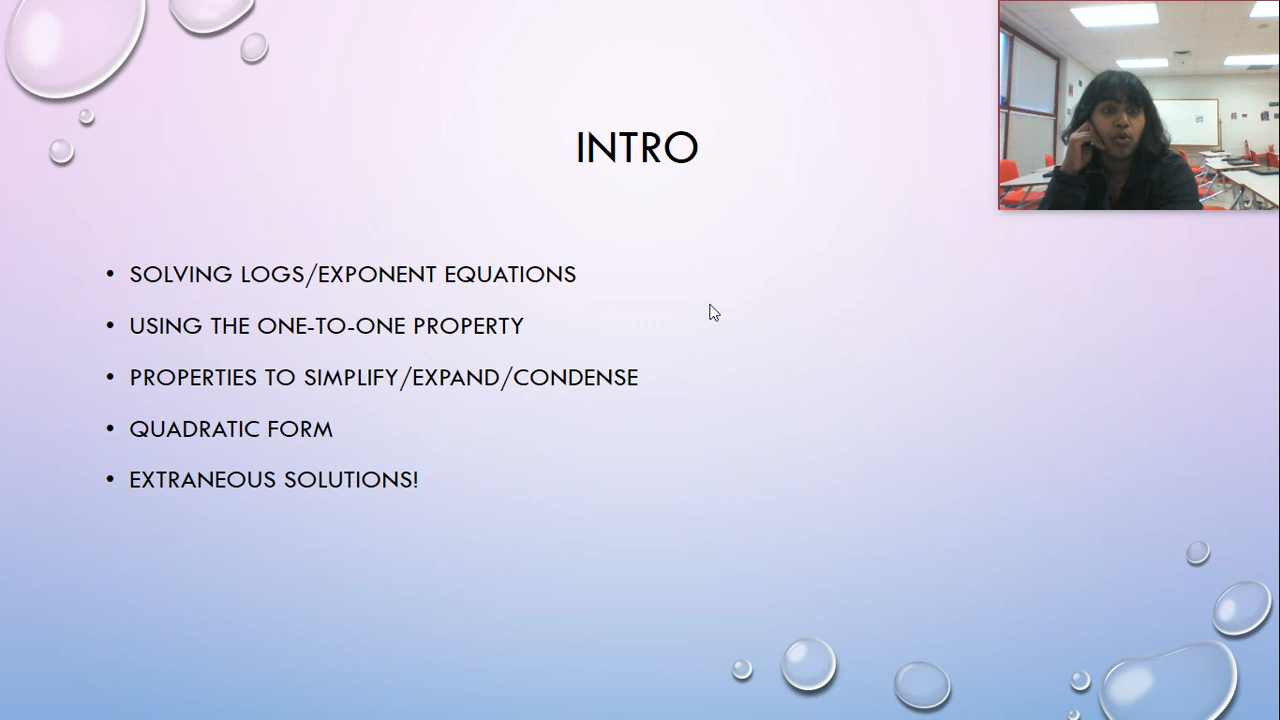 INTRO
• SOLVING LOGS/EXPONENT EQUATIONS
• USING THE ONE-TO-ONE PROPERTY
• PROPERTIES TO SIMPLIFY/EXPAND/CONDENSE
• QUADRATIC FORM
• EXTRANEOUS SOLUTIONS!